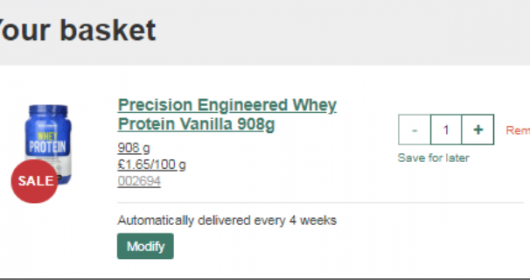 Your basket
Precision Engineered Whey
Protein Vanilla 908g
908 g
£1.65/100 g
002694
WHEY
PROTEIN
SALE
- 1 +
Rem
Save for later
Automatically delivered every 4 weeks
Modify